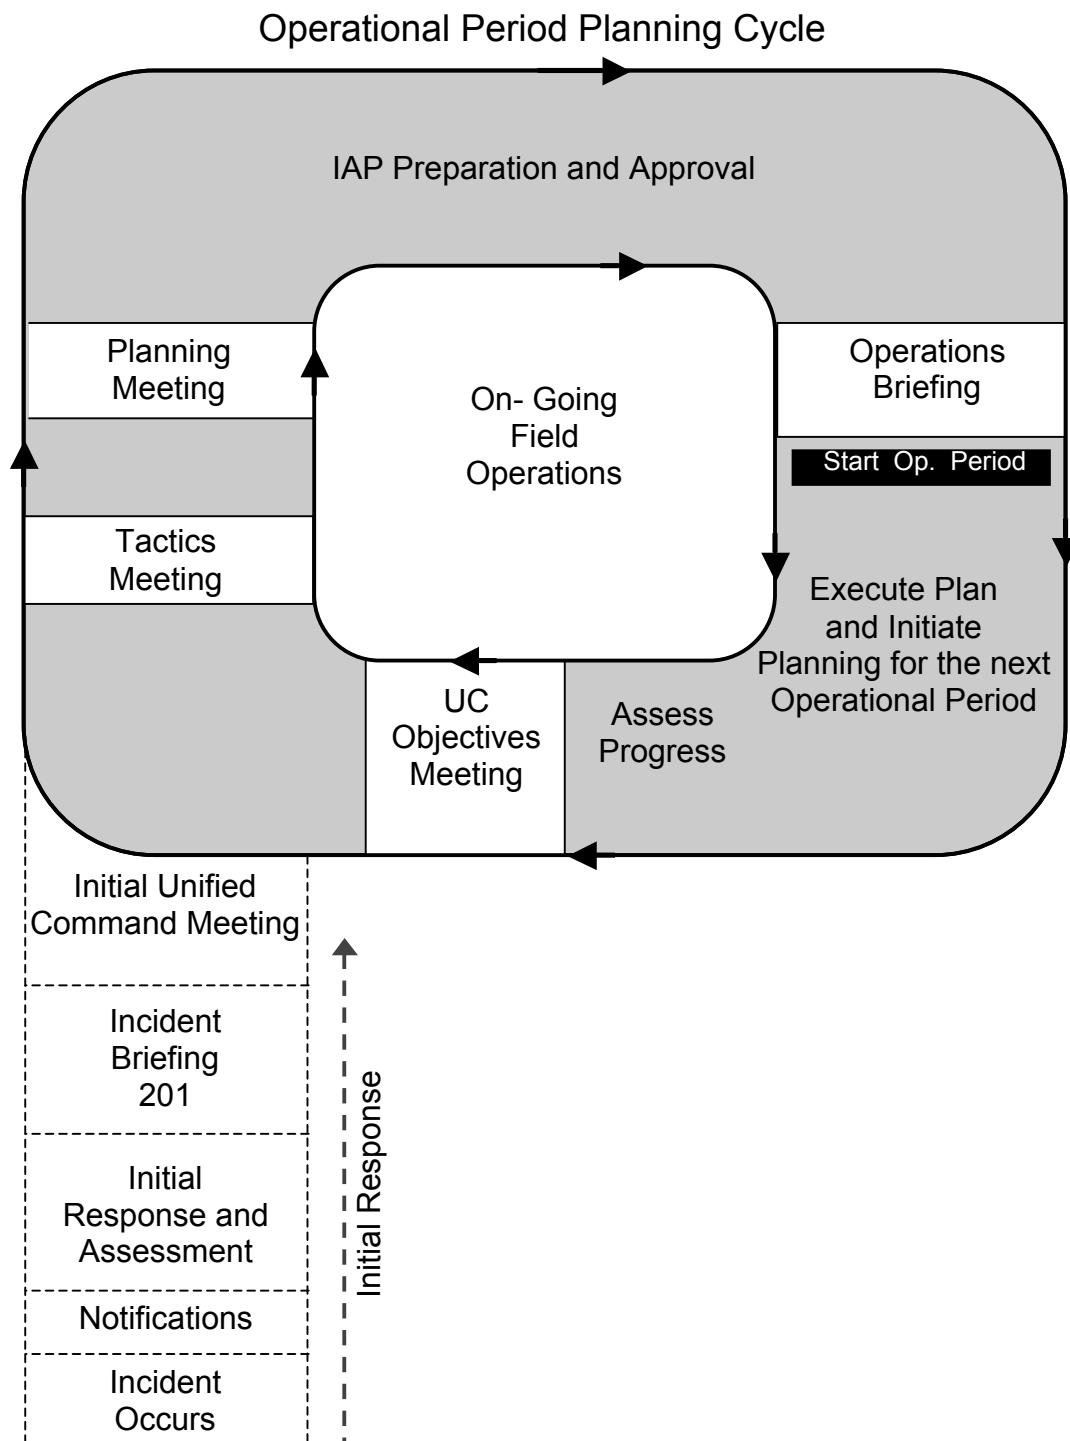 Operational Period Planning Cycle
IAP Preparation and Approval
Planning
Meeting
On- Going
Field
Operations
Operations
Briefing
Start Op. Period
Tactics
Meeting
Execute Plan
and Initiate
Planning for the next
Operational Period
UC
Objectives
Meeting
Assess
Progress
Initial Unified
Command Meeting
Incident
Briefing
201
Initial
Response and
Assessment
Notifications
Incident
Occurs
Initial Response